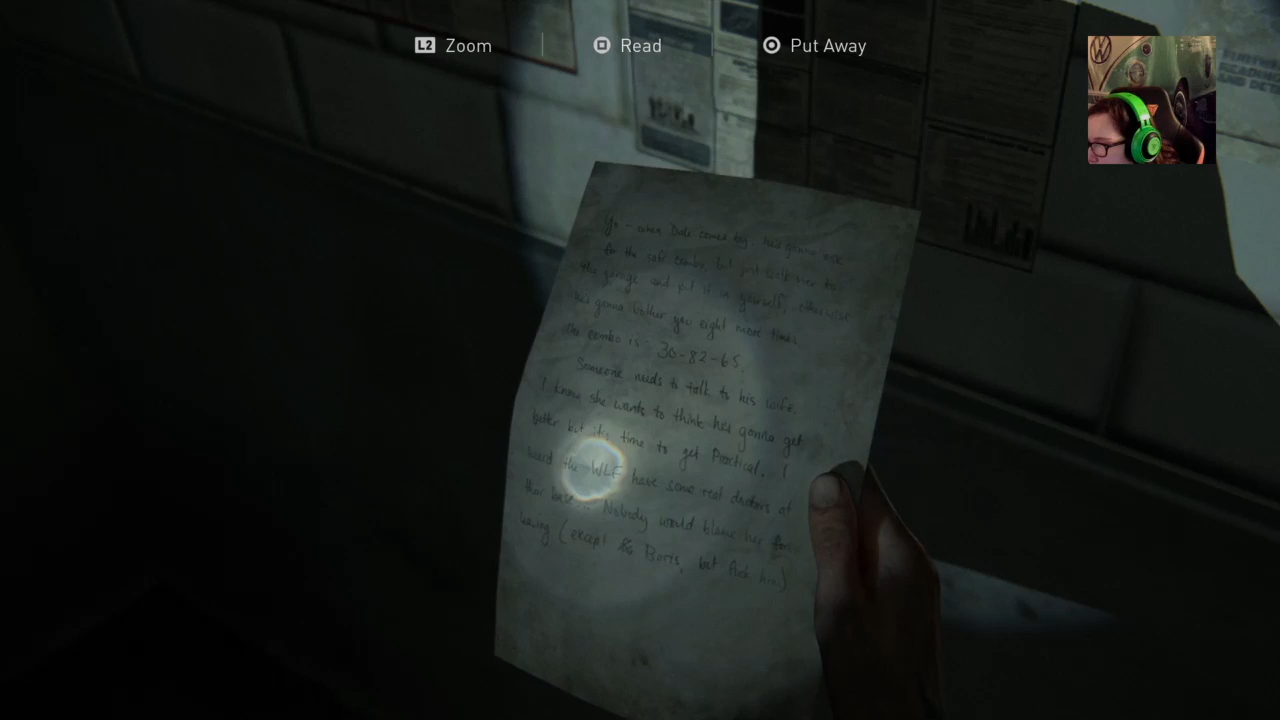 L2 Zoom
Read
Put Away
Yo - when Dale comes by, he's gonna ask
for the safe combo, but just walk over to
the garage and put it in yourself, otherwise
he's gonna bother you eight more times.
The combo is - 30-82-65.
Someone needs to talk to his wife.
I know she wants to think he's gonna get
better but it's time to get Practical. I
heard the WLF have some real doctors at
their base... Nobody would blame her for
leaving (except Boris, but fuck him)